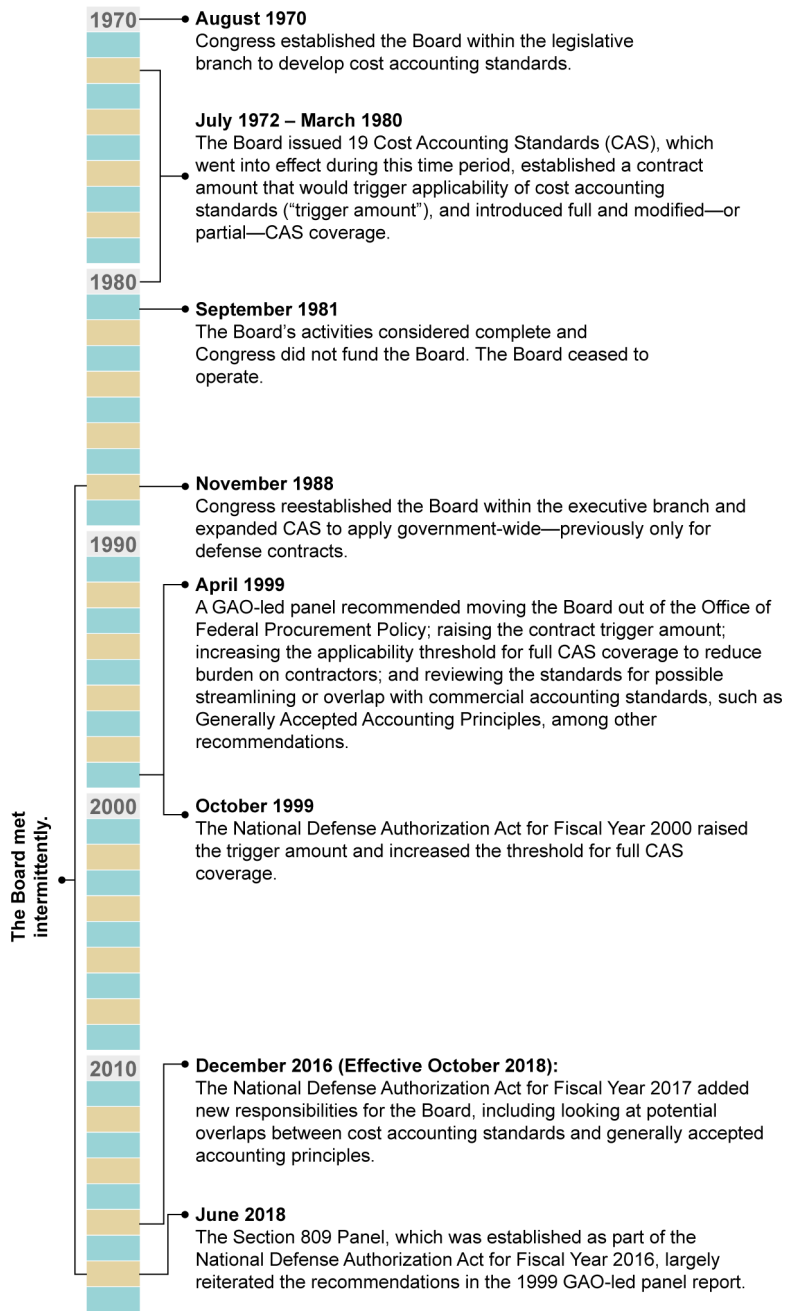 1970
August 1970
Congress established the Board within the legislative
branch to develop cost accounting standards.
July 1972 – March 1980
The Board issued 19 Cost Accounting Standards (CAS), which
went into effect during this time period, established a contract
amount that would trigger applicability of cost accounting
standards (“trigger amount”), and introduced full and modified—or
partial—CAS coverage.
1980
September 1981
The Board’s activities considered complete and
Congress did not fund the Board. The Board ceased to
operate.
November 1988
Congress reestablished the Board within the executive branch and
expanded CAS to apply government-wide—previously only for
defense contracts.
1990
April 1999
A GAO-led panel recommended moving the Board out of the Office of
Federal Procurement Policy; raising the contract trigger amount;
increasing the applicability threshold for full CAS coverage to reduce
burden on contractors; and reviewing the standards for possible
streamlining or overlap with commercial accounting standards, such as
Generally Accepted Accounting Principles, among other
recommendations.
2000
October 1999
The National Defense Authorization Act for Fiscal Year 2000 raised
the trigger amount and increased the threshold for full CAS
coverage.
The Board met
intermittently.
2010
December 2016 (Effective October 2018):
The National Defense Authorization Act for Fiscal Year 2017 added
new responsibilities for the Board, including looking at potential
overlaps between cost accounting standards and generally accepted
accounting principles.
June 2018
The Section 809 Panel, which was established as part of the
National Defense Authorization Act for Fiscal Year 2016, largely
reiterated the recommendations in the 1999 GAO-led panel report.